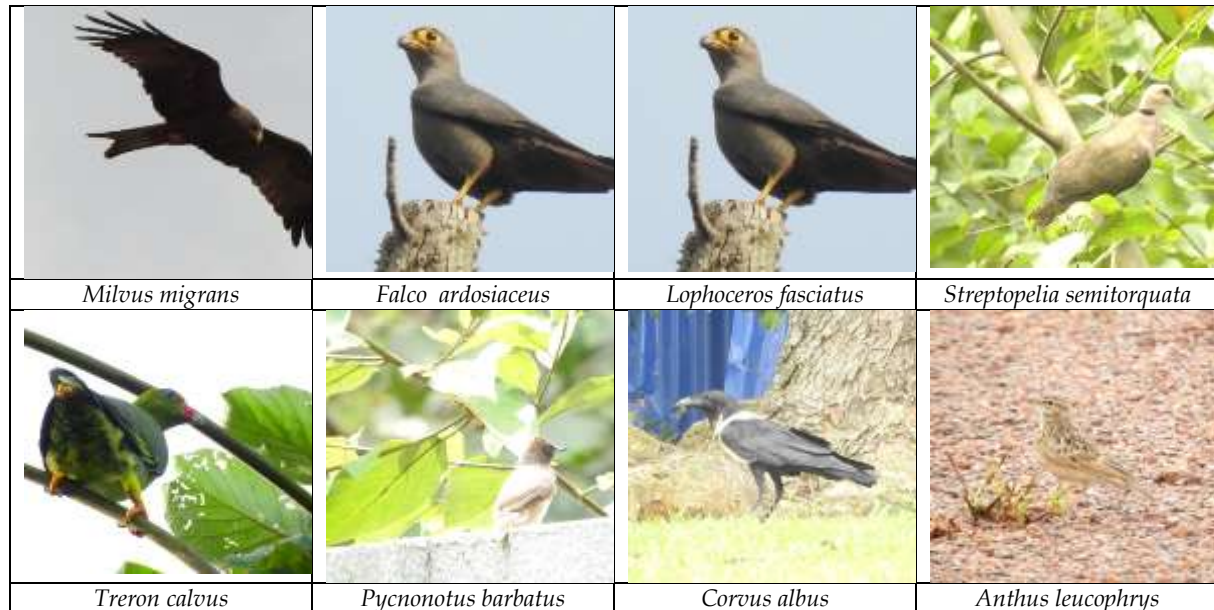 Milvus migrans
Falco ardosiaceus
Lophoceros fasciatus
Streptopelia semitorquata
Treron calvus
Pycnonotus barbatus
Corvus albus
Anthus leucophrys